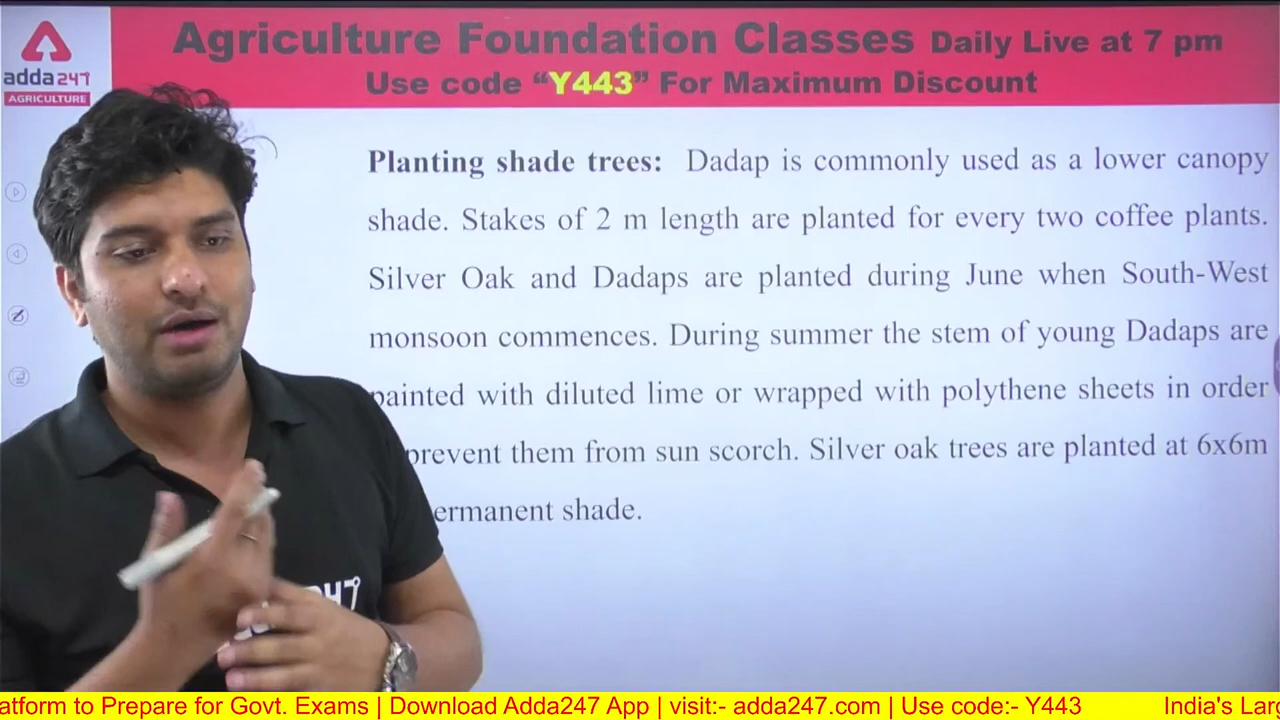 Agriculture Foundation Classes Daily Live at 7 pm
Use code “Y443” For Maximum Discount
adda247
AGRICULTURE
Planting shade trees: Dadap is commonly used as a lower canopy
shade. Stakes of 2 m length are planted for every two coffee plants.
Silver Oak and Dadaps are planted during June when South-West
monsoon commences. During summer the stem of young Dadaps are
painted with diluted lime or wrapped with polythene sheets in order
prevent them from sun scorch. Silver oak trees are planted at 6x6m
ermanent shade.
atform to Prepare for Govt. Exams | Download Adda247 App | visit:- adda247.com | Use code:- Y443 India's Larg